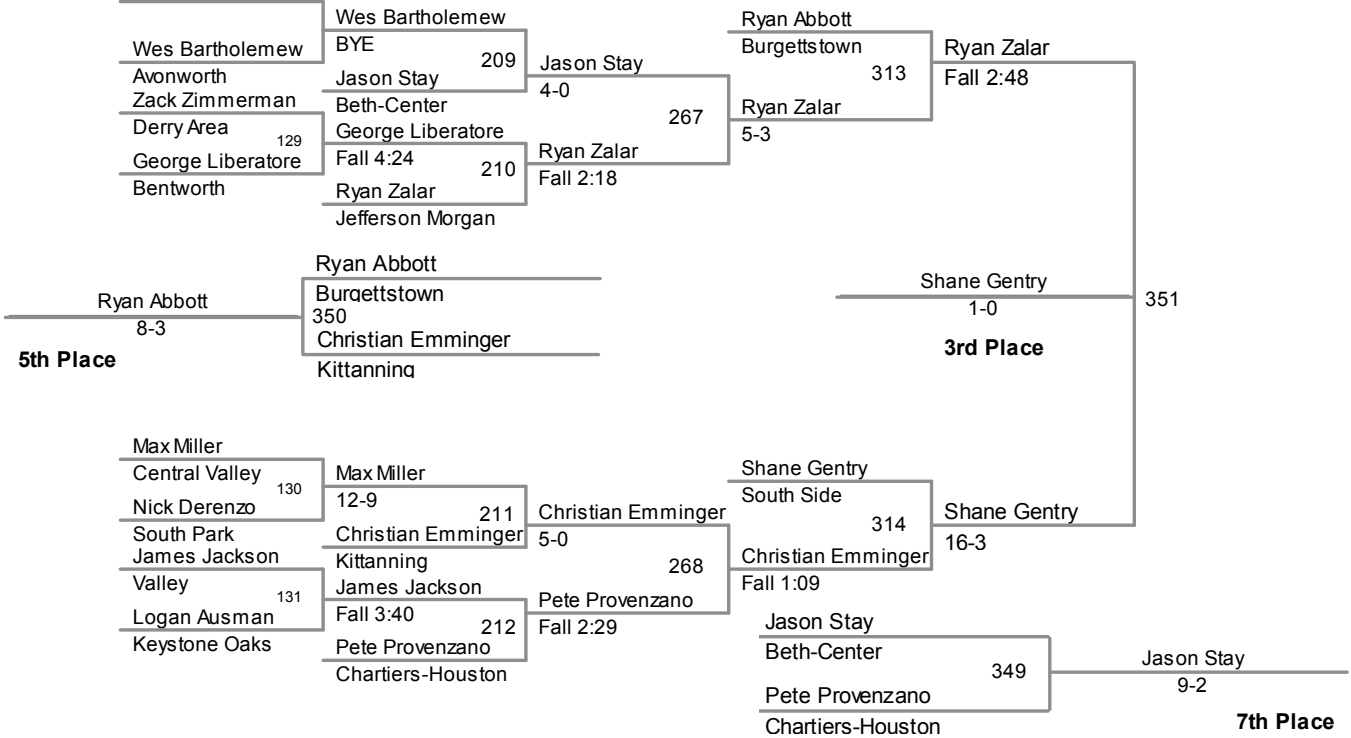 Wes Bartholemew
BYE
Wes Bartholemew
Avonworth
209
Jason Stay
Beth-Center
Zack Zimmerman
Derry Area
129
George Liberatore
Bentworth
George Liberatore
Fall 4:24
210
Ryan Zalar
Jefferson Morgan
Jason Stay
4-0
267
Ryan Zalar
Fall 2:18
Ryan Abbott
Burgettstown
313
Ryan Zalar
5-3
Ryan Zalar
Fall 2:48
Ryan Abbott
Burgettstown
350
Christian Emminger
Kittanning
Ryan Abbott
8-3
5th Place
Shane Gentry
1-0
351
3rd Place
Max Miller
Central Valley
130
Nick Derenzo
South Park
James Jackson
Valley
131
Logan Ausman
Keystone Oaks
Max Miller
12-9
211
Christian Emminger
Kittanning
James Jackson
Fall 3:40
212
Pete Provenzano
Chartiers-Houston
Christian Emminger
5-0
268
Pete Provenzano
Fall 2:29
Shane Gentry
South Side
314
Christian Emminger
Fall 1:09
Shane Gentry
16-3
Jason Stay
Beth-Center
349
Pete Provenzano
Chartiers-Houston
Jason Stay
9-2
7th Place